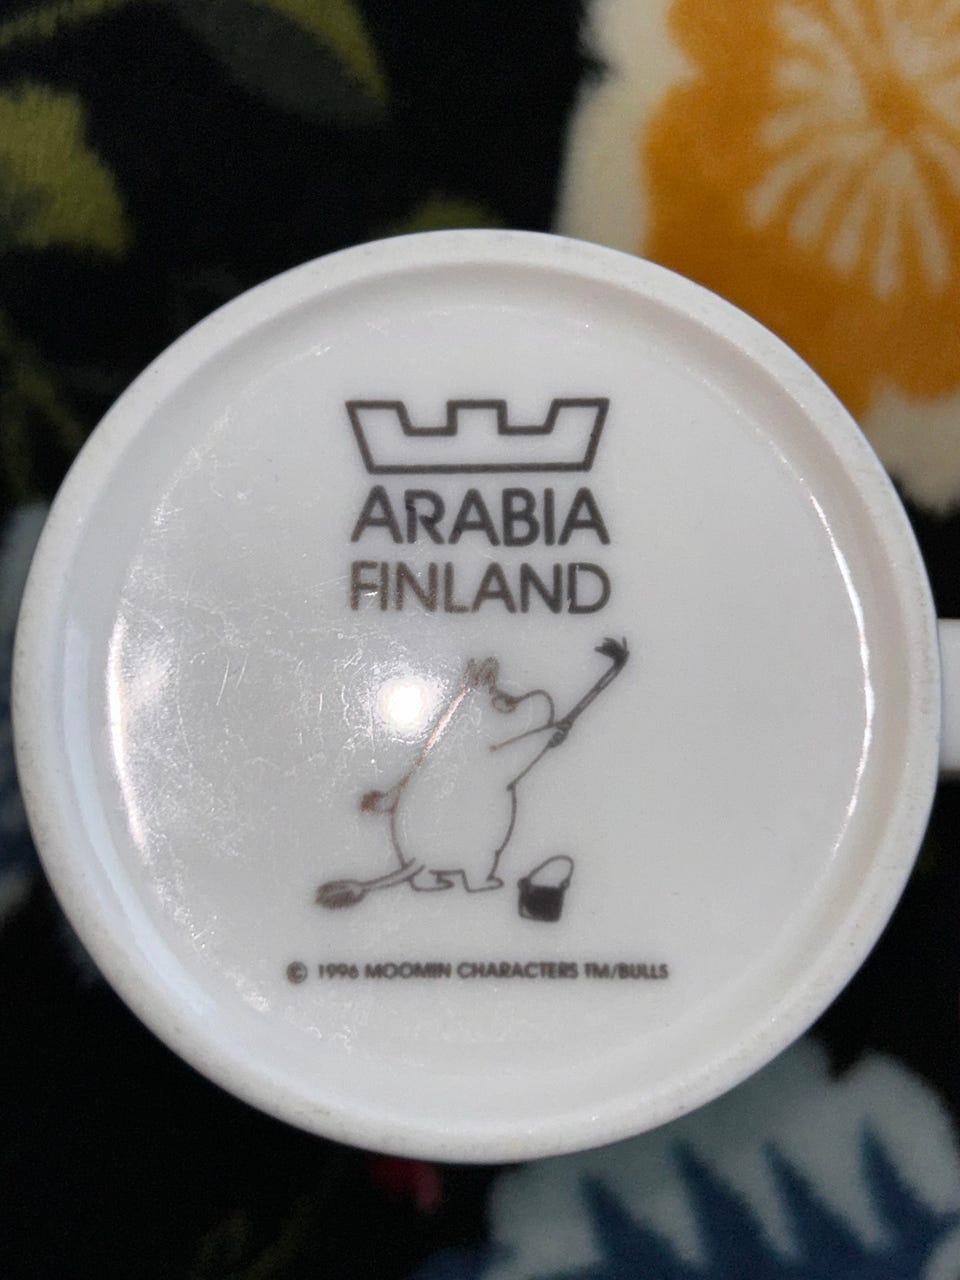 ARABIA
FINLAND
© 1996 MOOMIN CHARACTERS TM/BULLS